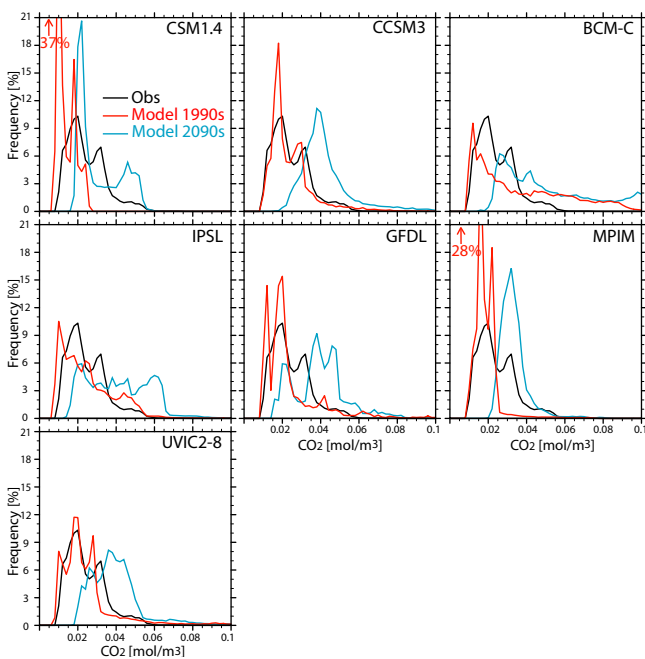 21
18
15
12
9
6
3
0
Frequency [%]
37%
CSM1.4
Obs
Model 1990s
Model 2090s
CCSM3
BCM-C
21
18
15
12
9
6
3
0
Frequency [%]
IPSL
GFDL
0.02 0.04 0.06 0.08 0.1
CO2 [mol/m3]
28%
MPIM
0.02 0.04 0.06 0.08 0.1
CO2 [mol/m3]
21
18
15
12
9
6
3
0
Frequency [%]
UVIC2-8
0.02 0.04 0.06 0.08 0.1
CO2 [mol/m3]